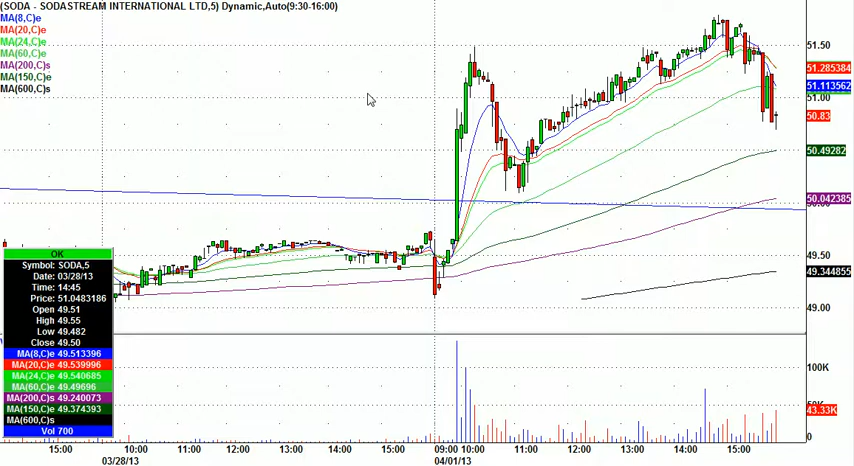 (SODA - SODASTREAM INTERNATIONAL LTD,5) Dynamic,Auto(9:30-16:00)
MA(8,C)e
MA(20,C)e
MA(24,C)e
MA(60,C)e
MA(200,C)s
MA(150,C)e
MA(600,C)s
51.50
51.285384
51.113562
51.00
50.83
50.49282
50.042385
50.00
49.50
49.344855
49.00
OK
Symbol: SODA,5
Date: 03/28/13
Time: 14:45
Price: 51.0483186
Open 49.51
High 49.55
Low 49.482
Close 49.50
MA(8,C)e 49.513396
MA(20,C)e 49.539996
MA(24,C)e 49.540685
MA(60,C)e 49.49696
MA(200,C)s 49.240073
MA(150,C)e 49.374393
MA(600,C)s
Vol 700
100K
43.33K
0
15:00 10:00 11:00 12:00 13:00 14:00 15:00 09:00 10:00 11:00 12:00 13:00 14:00 15:00
03/28/13 04/01/13